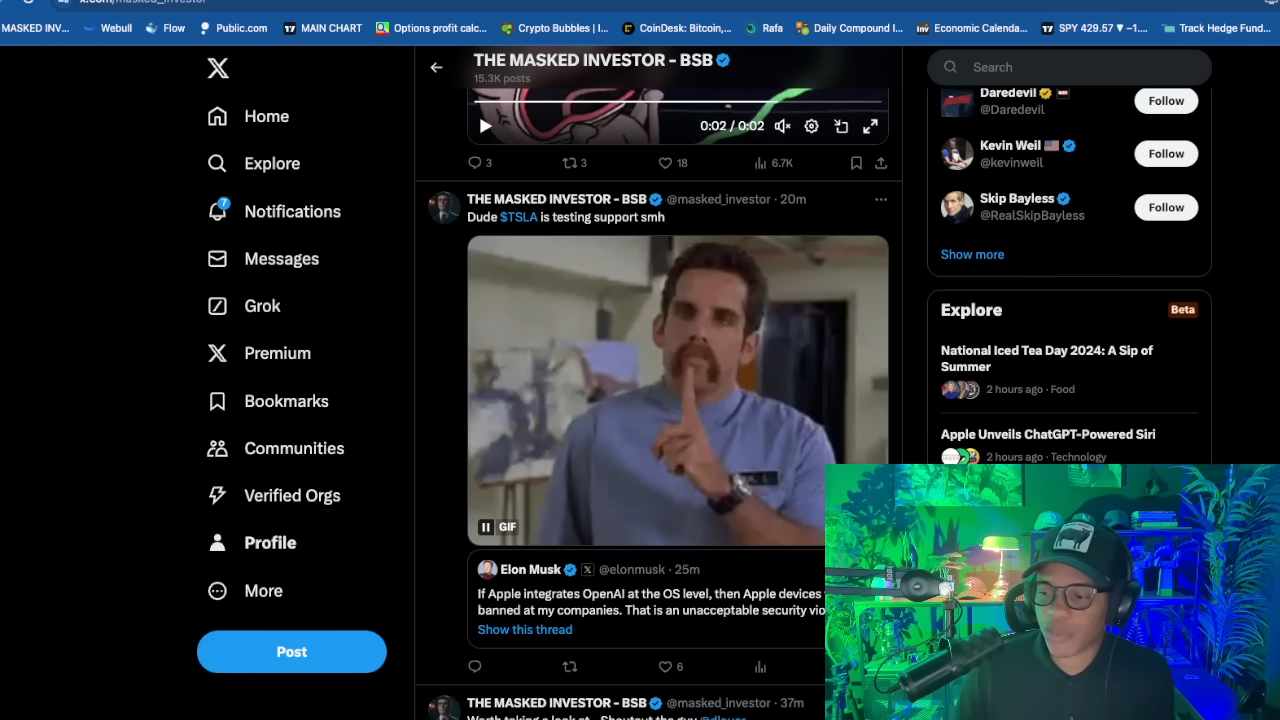 x.com/masked_investor
MASKED INV... Webull Flow Public.com MAIN CHART Options profit calc... Crypto Bubbles | I... CoinDesk: Bitcoin,... Rafa Daily Compound I... Economic Calenda... SPY 429.57 ▼ −1.... Track Hedge Fund...
THE MASKED INVESTOR - BSB
15.3K posts
Search
Home
Explore
7
Notifications
Messages
Grok
Premium
Bookmarks
Communities
Verified Orgs
Profile
More
Post
0:02 / 0:02
3 3 18 6.7K
THE MASKED INVESTOR - BSB @masked_investor · 20m
Dude $TSLA is testing support smh
GIF
Elon Musk @elonmusk · 25m
If Apple integrates OpenAI at the OS level, then Apple devices
banned at my companies. That is an unacceptable security
Show this thread
6
THE MASKED INVESTOR - BSB @masked_investor · 37m
Daredevil
@Daredevil
Follow
Kevin Weil
@kevinweil
Follow
Skip Bayless
@RealSkipBayless
Follow
Show more
Explore
Beta
National Iced Tea Day 2024: A Sip of
Summer
2 hours ago · Food
Apple Unveils ChatGPT-Powered Siri
2 hours ago · Technology